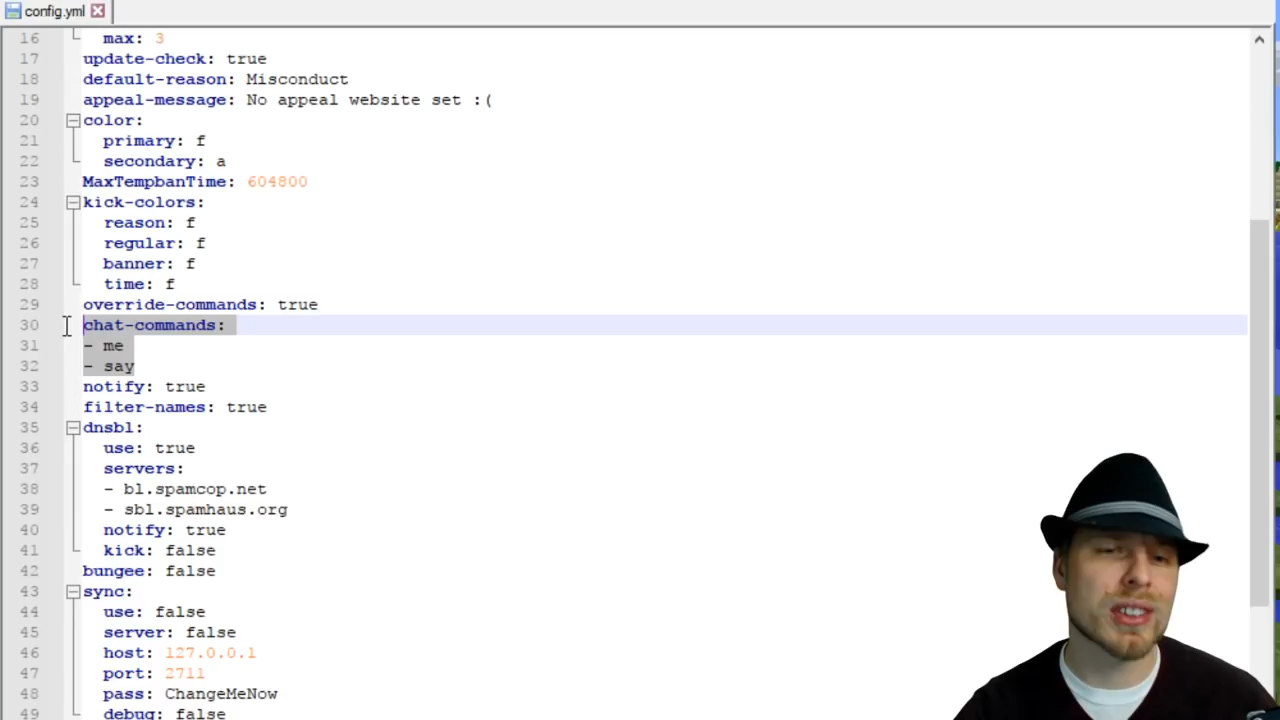 config.yml
16 max: 3
17 update-check: true
18 default-reason: Misconduct
19 appeal-message: No appeal website set :(
20 color:
21 primary: f
22 secondary: a
23 MaxTempbanTime: 604800
24 kick-colors:
25 reason: f
26 regular: f
27 banner: f
28 time: f
29 override-commands: true
30 chat-commands:
31 - me
32 - say
33 notify: true
34 filter-names: true
35 dnsbl:
36 use: true
37 servers:
38 - bl.spamcop.net
39 - sbl.spamhaus.org
40 notify: true
41 kick: false
42 bungee: false
43 sync:
44 use: false
45 server: false
46 host: 127.0.0.1
47 port: 2711
48 pass: ChangeMeNow
49 debug: false